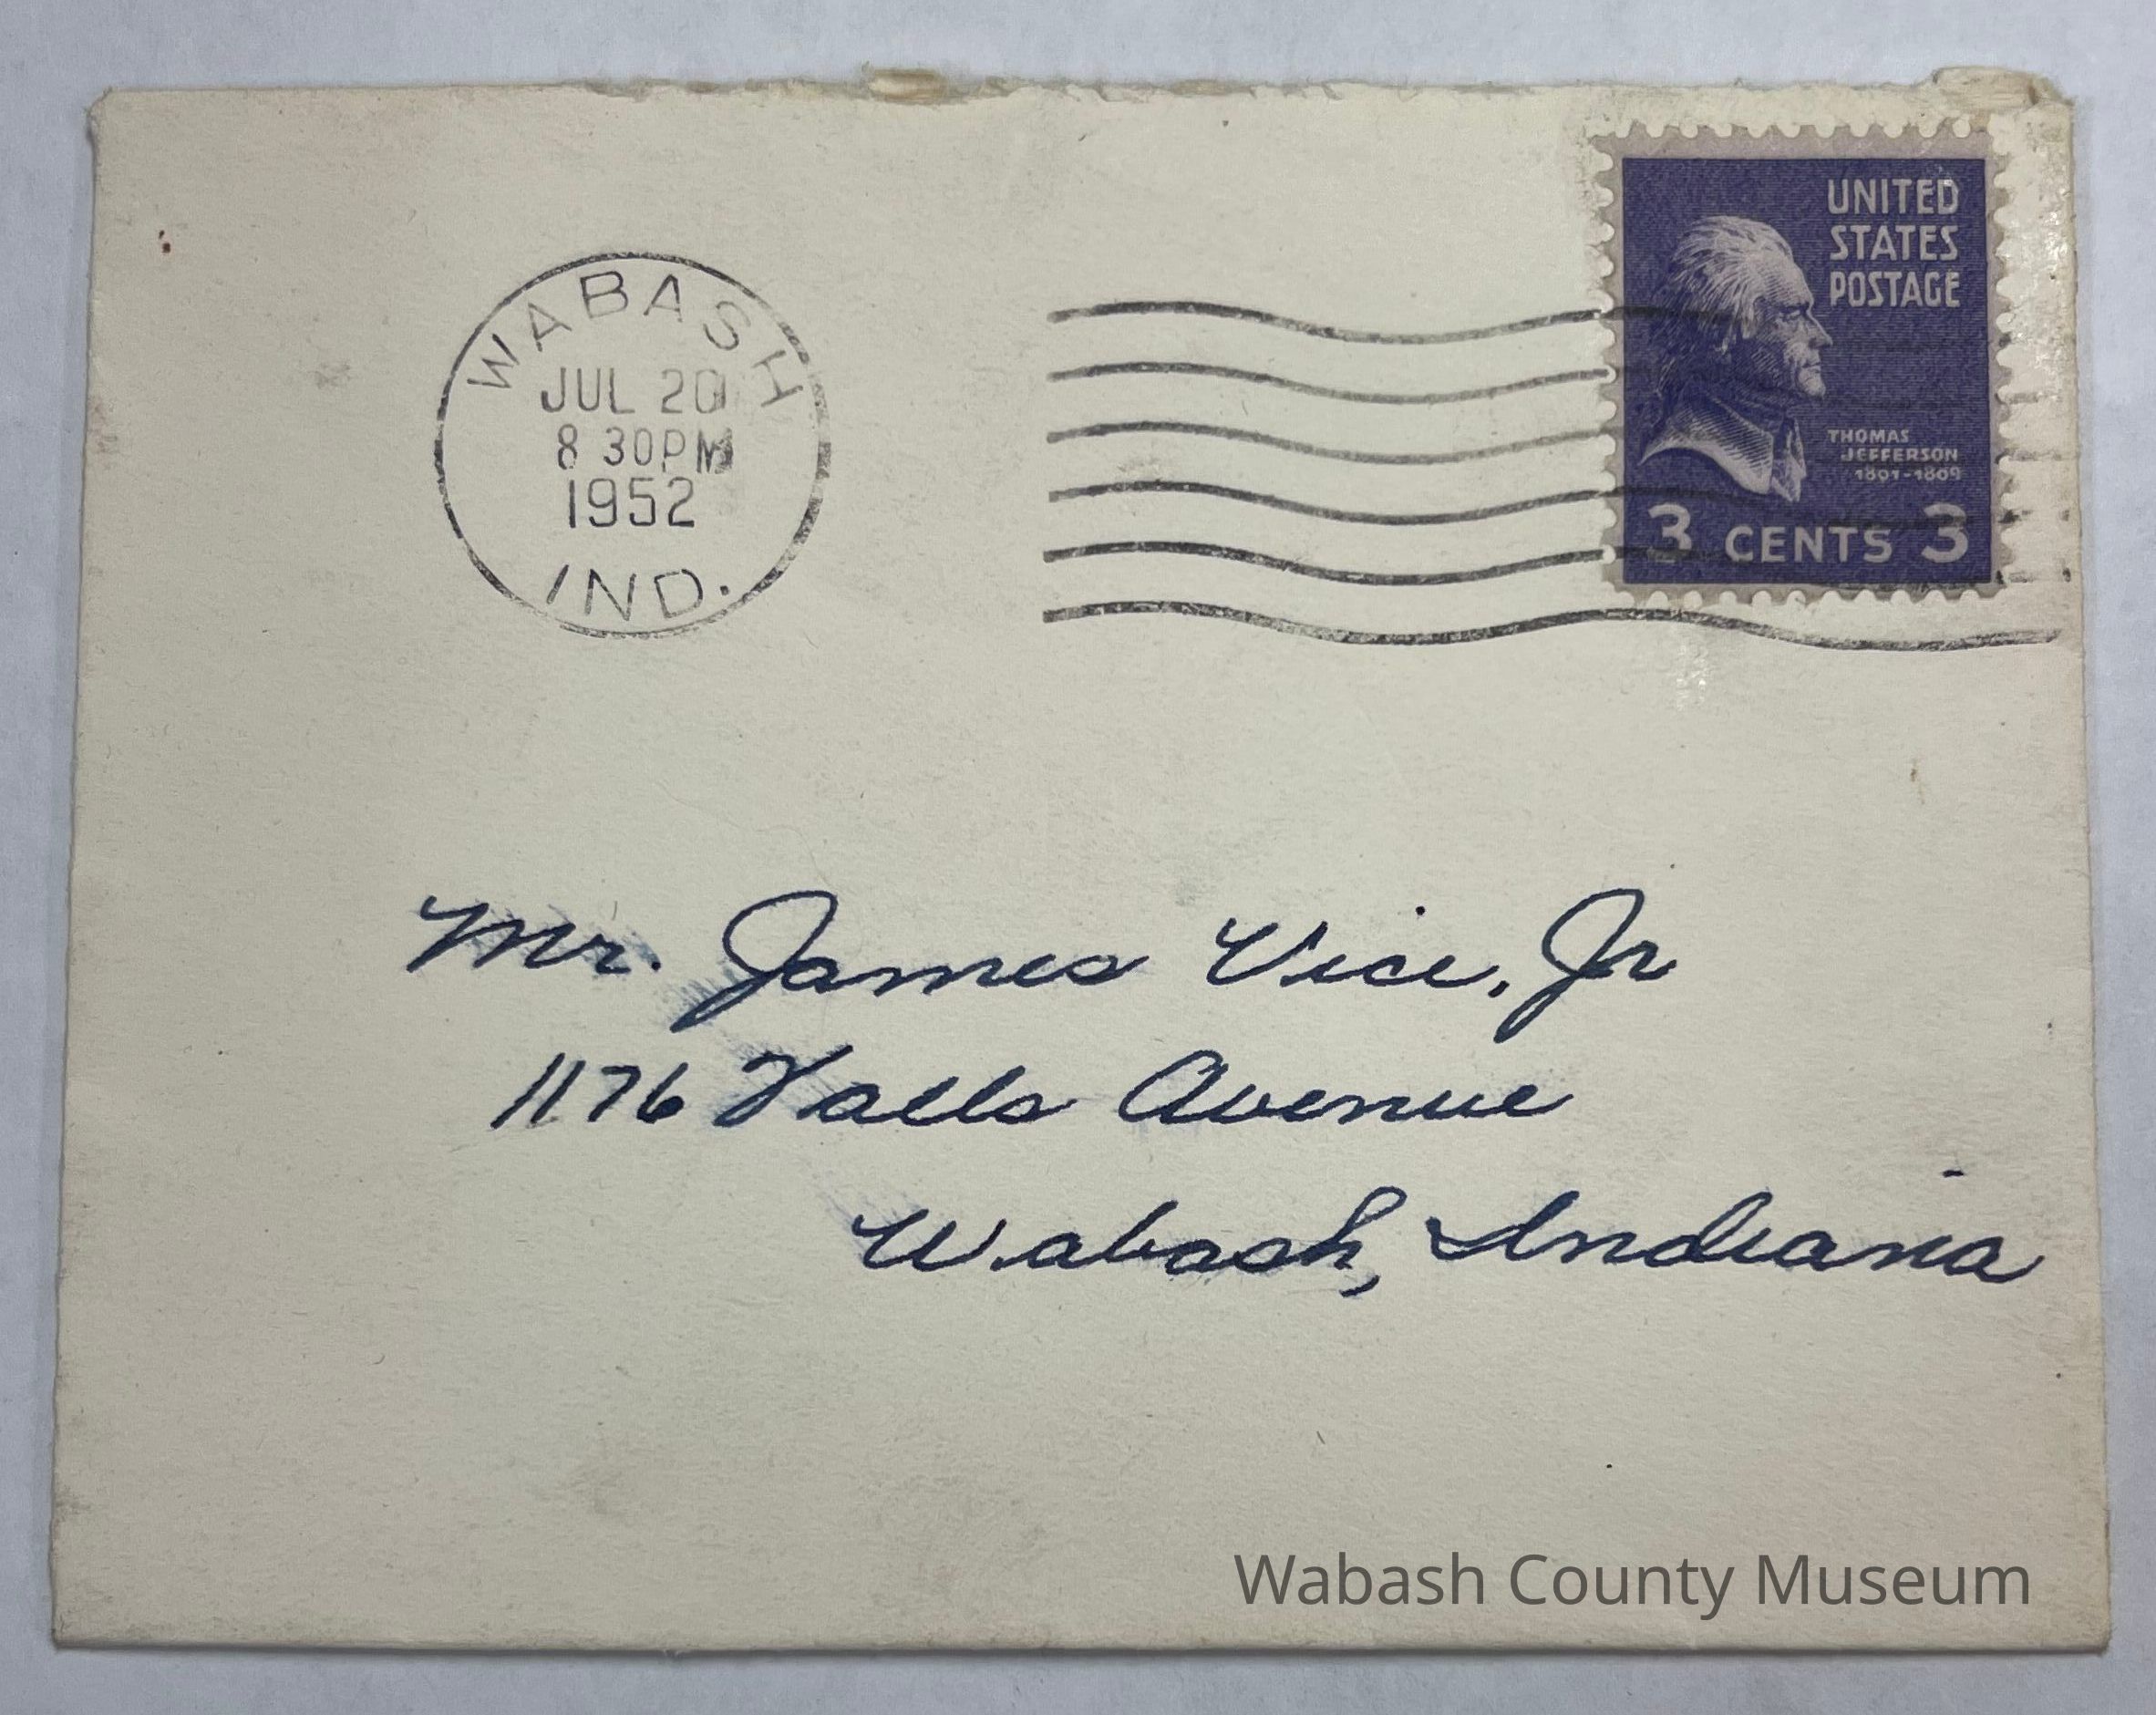 WABASH
JUL 20
8 30PM
1952
IND.
UNITED
STATES
POSTAGE
THOMAS
JEFFERSON
1801-1809
3 CENTS 3
Mr. James Vice, Jr
1176 Falls Avenue
Wabash, Indiana
Wabash County Museum